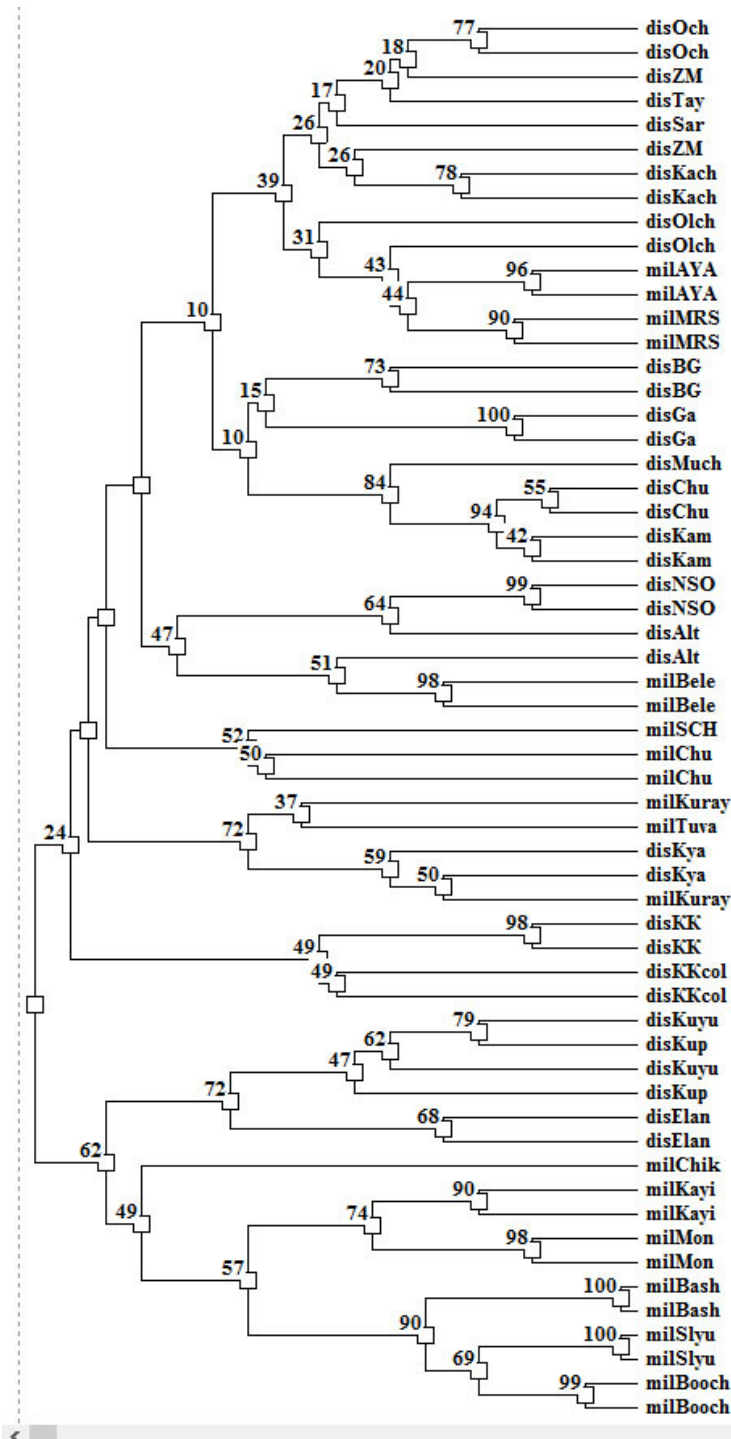 77 disOch
18 disOch
20 disZM
17 disTay
26 disSar
26 disZM
78 disKach
39 disKach
31 disOlch
43 disOlch
96 milAYA
44 milAYA
10 90 milMRS
milMRS
73 disBG
15 disBG
100 disGa
10 disGa
84 disMuch
55 disChu
94 disChu
42 disKam
disKam
99 disNSO
64 disNSO
47 disAlt
51 disAlt
98 milBele
milBele
52 milSCH
50 milChu
milChu
37 milKuray
72 milTuva
24 59 disKya
50 disKya
milKuray
98 disKK
49 disKK
49 disKKcol
disKKcol
79 disKuyu
62 disKup
47 disKuyu
72 disKup
68 disElan
62 disElan
milChik
49 90 milKayi
74 milKayi
98 milMon
57 milMon
100 milBash
90 milBash
100 milSlyu
69 milSlyu
99 milBooch
milBooch